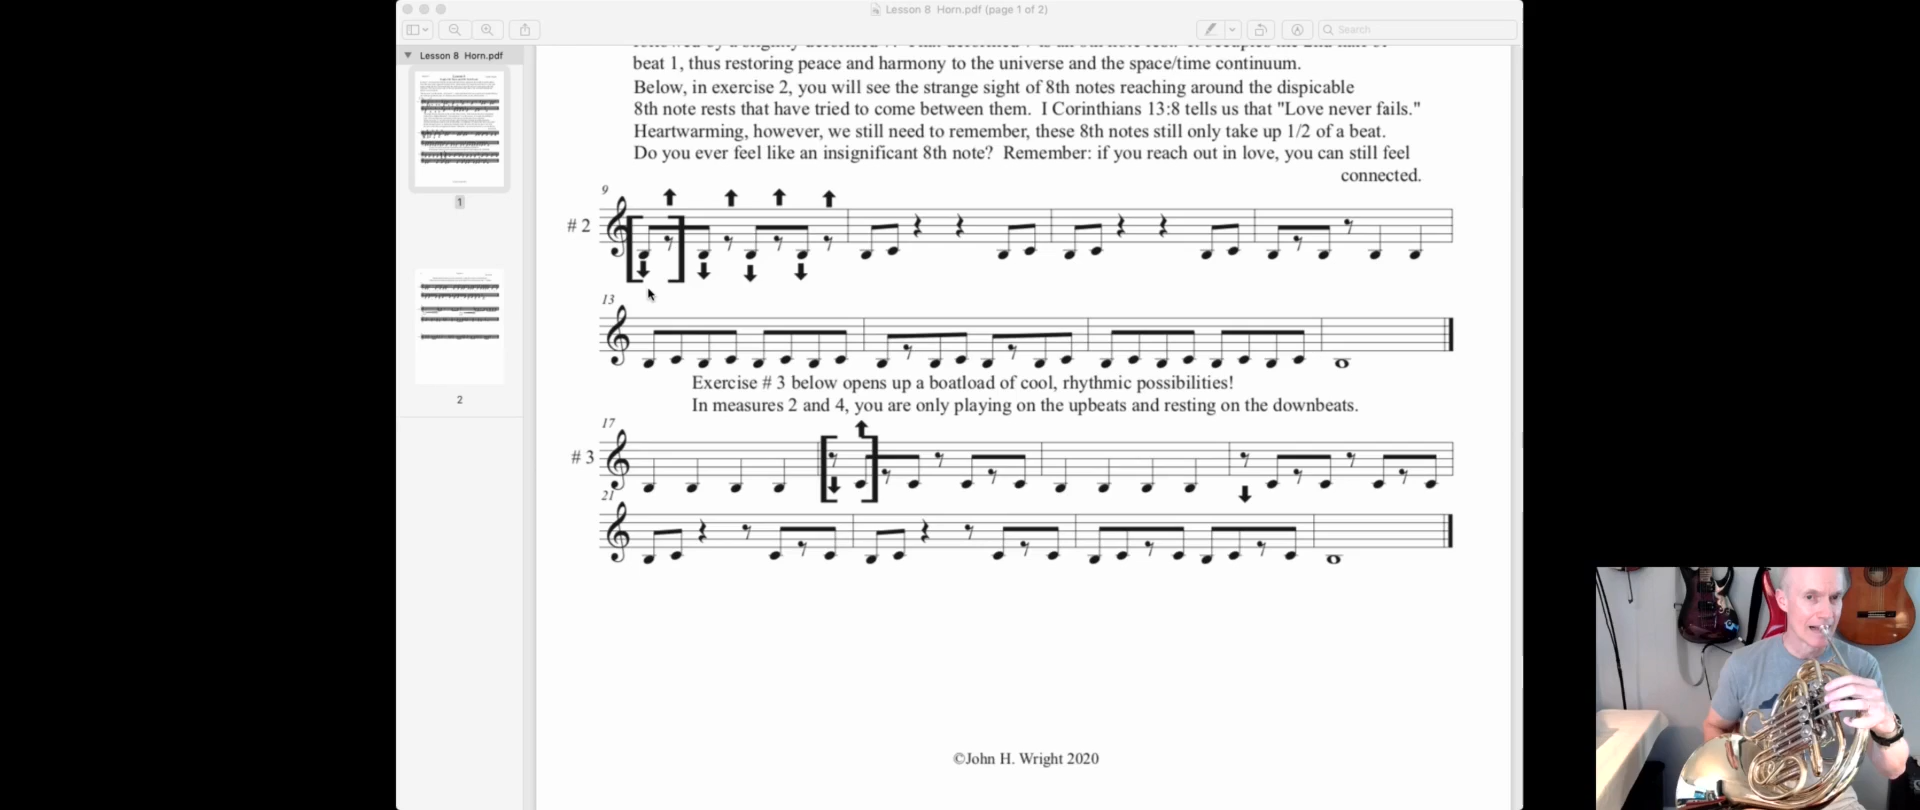 Lesson 8 Horn.pdf (page 1 of 2)
Search
Lesson 8 Horn.pdf
1
2
beat 1, thus restoring peace and harmony to the universe and the space/time continuum.
Below, in exercise 2, you will see the strange sight of 8th notes reaching around the dispicable
8th note rests that have tried to come between them. I Corinthians 13:8 tells us that "Love never fails."
Heartwarming, however, we still need to remember, these 8th notes still only take up 1/2 of a beat.
Do you ever feel like an insignificant 8th note? Remember: if you reach out in love, you can still feel
connected.
9
# 2
13
Exercise # 3 below opens up a boatload of cool, rhythmic possibilities!
In measures 2 and 4, you are only playing on the upbeats and resting on the downbeats.
17
# 3
21
©John H. Wright 2020